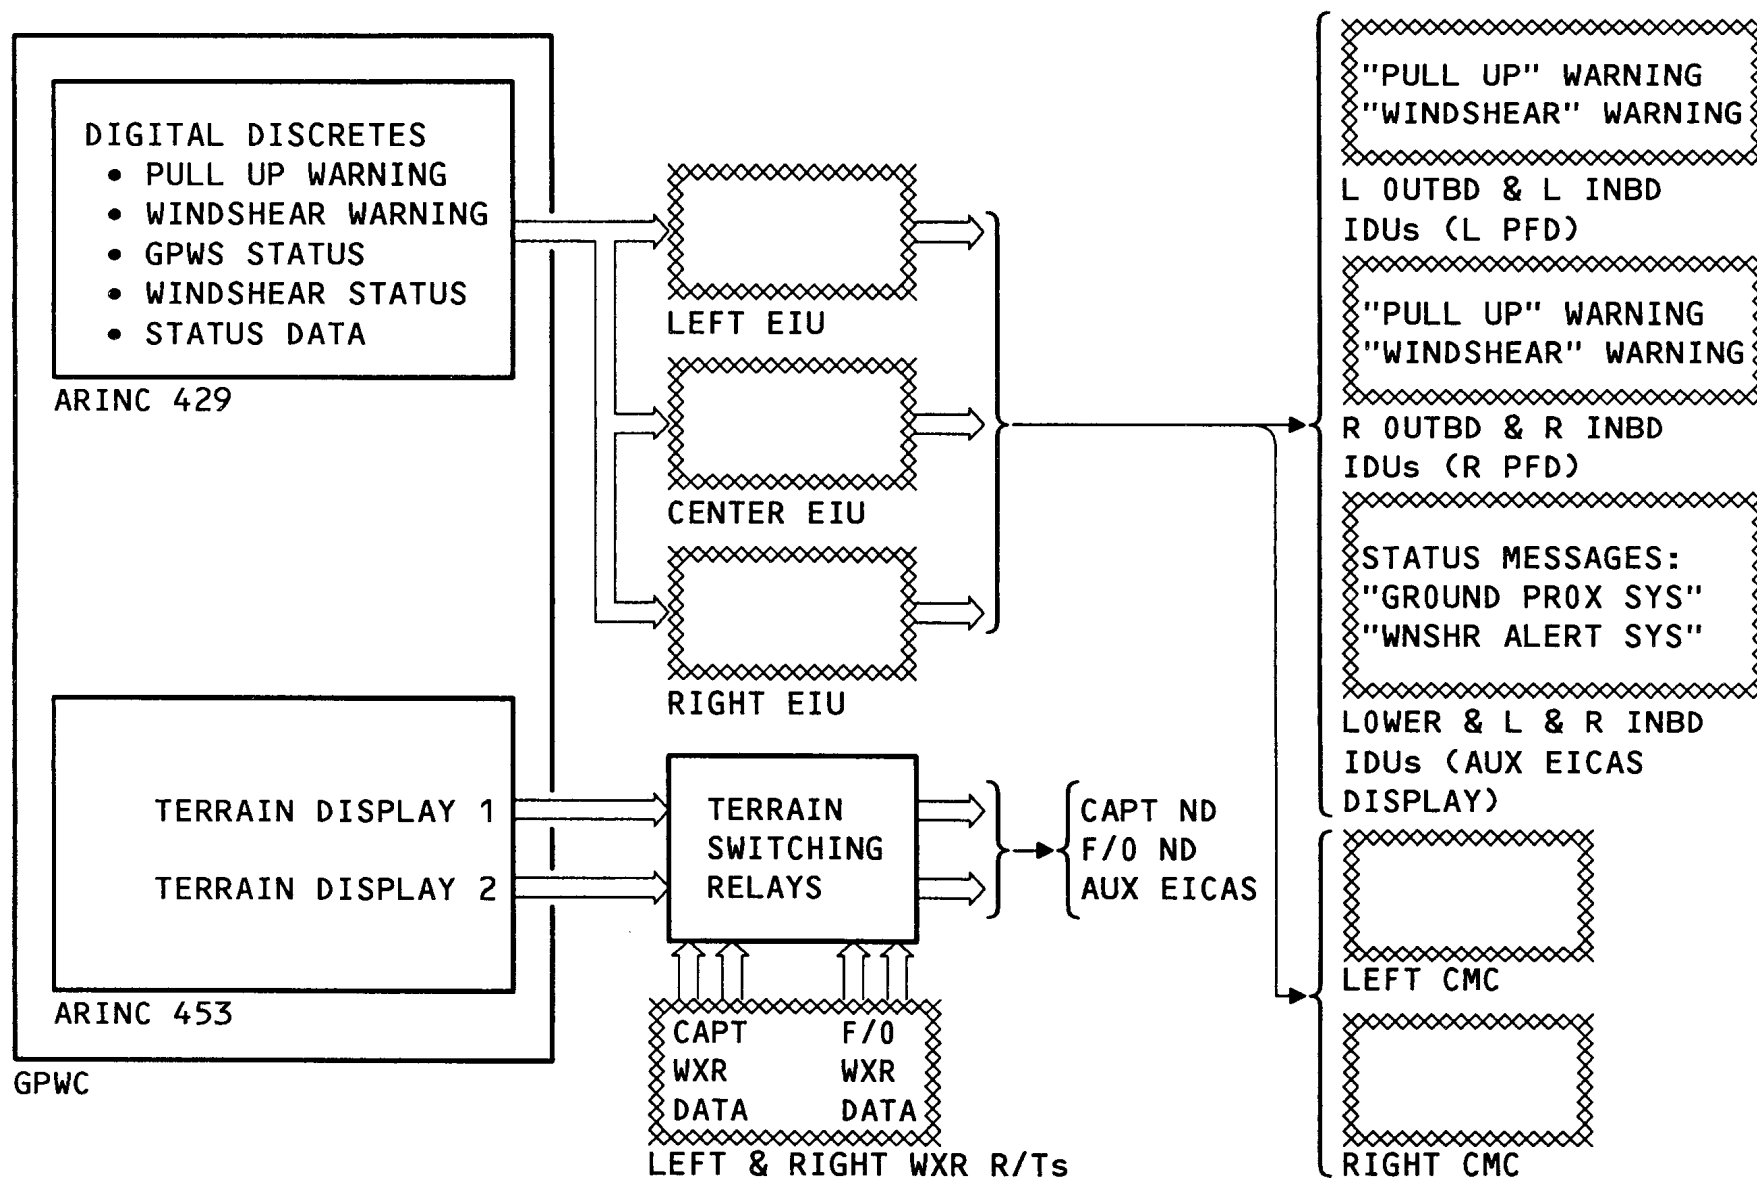 DIGITAL DISCRETES
• PULL UP WARNING
• WINDSHEAR WARNING
• GPWS STATUS
• WINDSHEAR STATUS
• STATUS DATA
ARINC 429
TERRAIN DISPLAY 1
TERRAIN DISPLAY 2
ARINC 453
GPWC
LEFT EIU
CENTER EIU
RIGHT EIU
TERRAIN
SWITCHING
RELAYS
CAPT
WXR
DATA
F/O
WXR
DATA
LEFT & RIGHT WXR R/Ts
CAPT ND
F/O ND
AUX EICAS
"PULL UP" WARNING
"WINDSHEAR" WARNING
L OUTBD & L INBD
IDUs (L PFD)
"PULL UP" WARNING
"WINDSHEAR" WARNING
R OUTBD & R INBD
IDUs (R PFD)
STATUS MESSAGES:
"GROUND PROX SYS"
"WNSHR ALERT SYS"
LOWER & L & R INBD
IDUs (AUX EICAS
DISPLAY)
LEFT CMC
RIGHT CMC